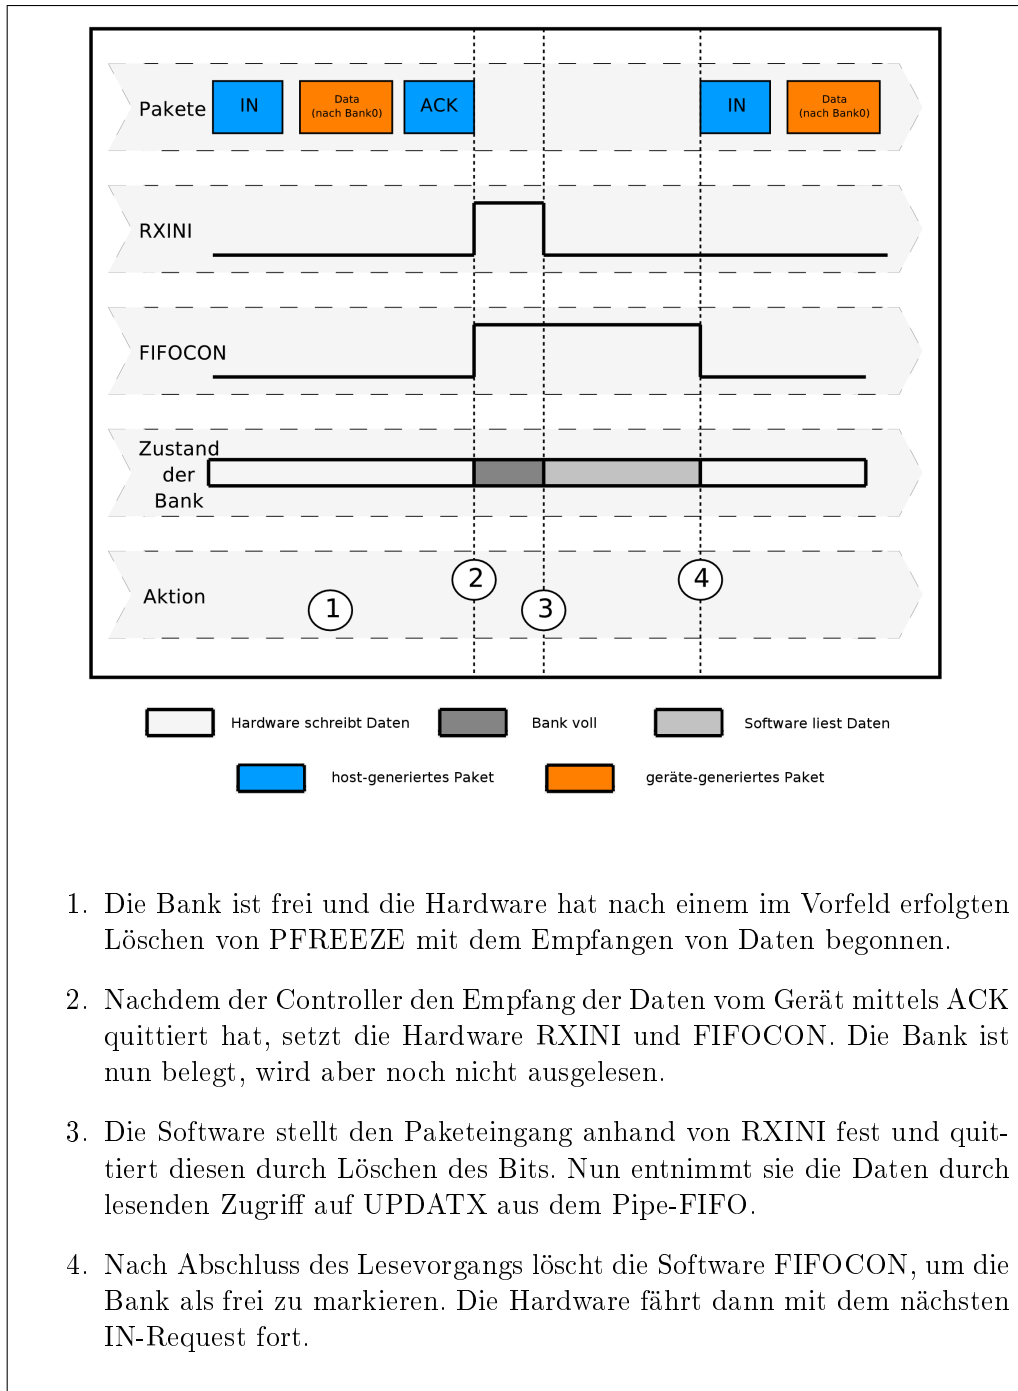 Pakete
IN
Data
(nach Bank0)
ACK
IN
Data
(nach Bank0)
RXINI
FIFOCON
Zustand
der
Bank
Aktion
1
2
3
4
Hardware schreibt Daten
Bank voll
Software liest Daten
host-generiertes Paket
geräte-generiertes Paket
1. Die Bank ist frei und die Hardware hat nach einem im Vorfeld erfolgten
Löschen von PFREEZE mit dem Empfangen von Daten begonnen.
2. Nachdem der Controller den Empfang der Daten vom Gerät mittels ACK
quittiert hat, setzt die Hardware RXINI und FIFOCON. Die Bank ist
nun belegt, wird aber noch nicht ausgelesen.
3. Die Software stellt den Paketeingang anhand von RXINI fest und quit-
tiert diesen durch Löschen des Bits. Nun entnimmt sie die Daten durch
lesenden Zugriff auf UPDATX aus dem Pipe-FIFO.
4. Nach Abschluss des Lesevorgangs löscht die Software FIFOCON, um die
Bank als frei zu markieren. Die Hardware fährt dann mit dem nächsten
IN-Request fort.